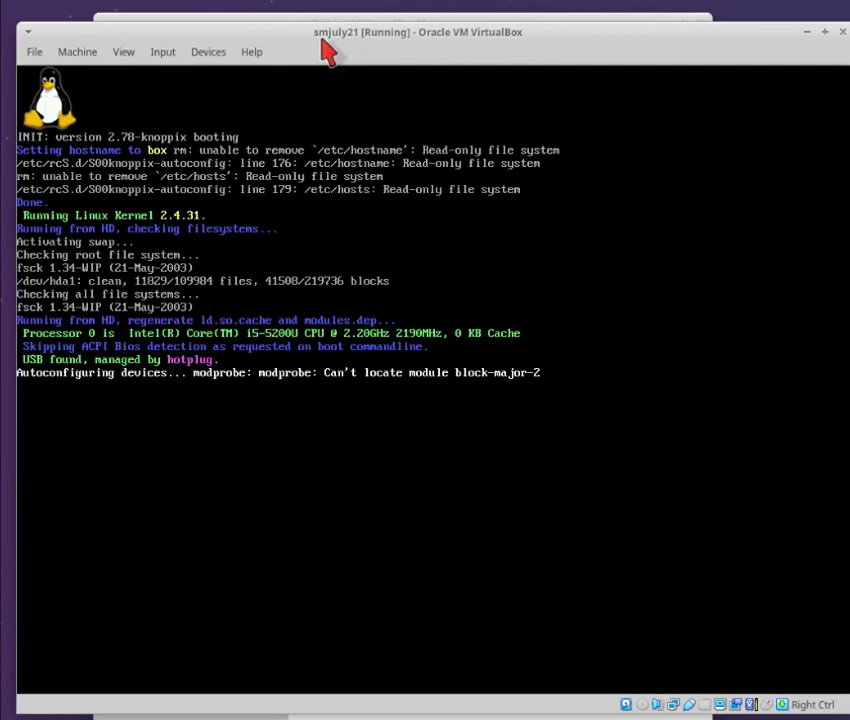 smjuly21 [Running] - Oracle VM VirtualBox
File Machine View Input Devices Help
INIT: version 2.78-knoppix booting
Setting hostname to box rm: unable to remove `/etc/hostname': Read-only file system
/etc/rcS.d/S00knoppix-autoconfig: line 176: /etc/hostname: Read-only file system
rm: unable to remove `/etc/hosts': Read-only file system
/etc/rcS.d/S00knoppix-autoconfig: line 179: /etc/hosts: Read-only file system
Done.
Running Linux Kernel 2.4.31.
Running from HD, checking filesystems...
Activating swap...
Checking root file system...
fsck 1.34-WIP (21-May-2003)
/dev/hda1: clean, 11829/109984 files, 41508/219736 blocks
Checking all file systems...
fsck 1.34-WIP (21-May-2003)
Running from HD, regenerate ld.so.cache and modules.dep...
Processor 0 is  Intel(R) Core(TM) i5-5200U CPU @ 2.20GHz 2190MHz, 0 KB Cache
Skipping ACPI Bios detection as requested on boot commandline.
USB found, managed by hotplug.
Autoconfiguring devices... modprobe: modprobe: Can't locate module block-major-2
Right Ctrl